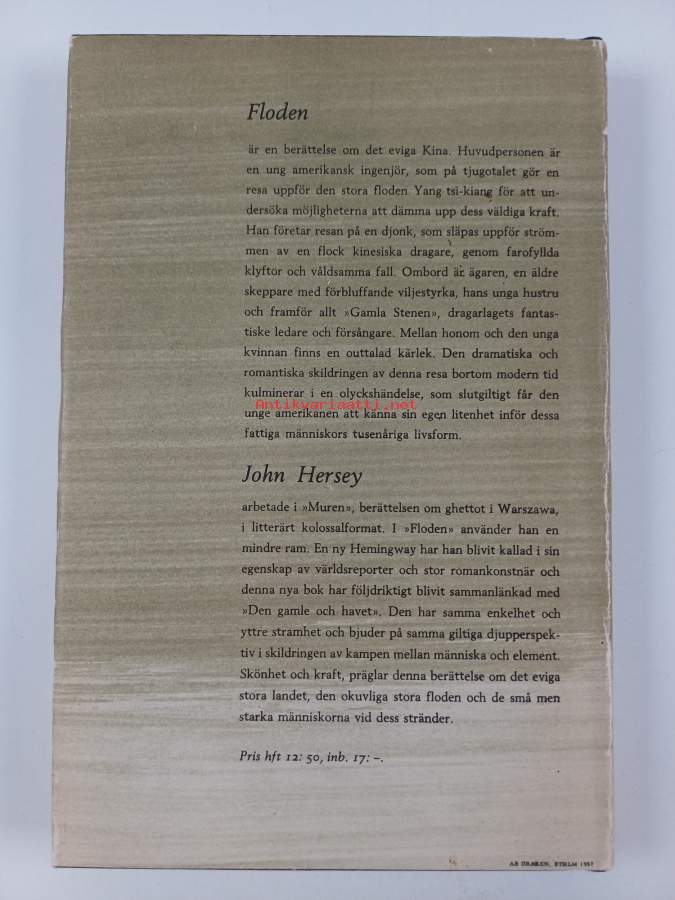 Floden
är en berättelse om det eviga Kina. Huvudpersonen är
en ung amerikansk ingenjör, som på tjugotalet gör en
resa uppför den stora floden Yang-tsi-kiang för att un-
dersöka möjligheterna att dämma upp dess väldiga kraft.
Han företar resan på en djonk, som släpas uppför ström-
men av en flock kinesiska dragare, genom farofyllda
klyftor och våldsamma fall. Ombord är ägaren, en äldre
skeppare med förbluffande viljestyrka, hans unga hustru
och framför allt »Gamla Stenen», dragarlagets fantas-
tiske ledare och försångare. Mellan honom och den unga
kvinnan finns en outtalad kärlek. Den dramatiska och
romantiska skildringen av denna resa bortom modern tid
kulminerar i en olyckshändelse, som slutgiltigt får den
Antikvariaatti.net
unge amerikanen att känna sin egen litenhet inför dessa
fattiga människors tusenåriga livsform.
John Hersey
arbetade i »Muren», berättelsen om ghettot i Warszawa,
i litterärt kolossalformat. I »Floden» använder han en
mindre ram. En ny Hemingway har han blivit kallad i sin
egenskap av världsreporter och stor romankonstnär och
denna nya bok har följdriktigt blivit sammanlänkad med
»Den gamle och havet». Den har samma enkelhet och
yttre stramhet och bjuder på samma giltiga djupperspek-
tiv i skildringen av kampen mellan människa och element.
Skönhet och kraft, präglar denna berättelse om det eviga
stora landet, den okuvliga stora floden och de små men
starka människorna vid dess stränder.
Pris hft 12: 50, inb. 17: –.
AB DRAKEN, STHLM 1957